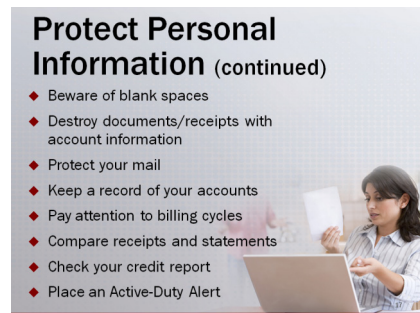 Protect Personal
Information (continued)
Beware of blank spaces
Destroy documents/receipts with
account information
Protect your mail
Keep a record of your accounts
Pay attention to billing cycles
Compare receipts and statements
Check your credit report
Place an Active-Duty Alert